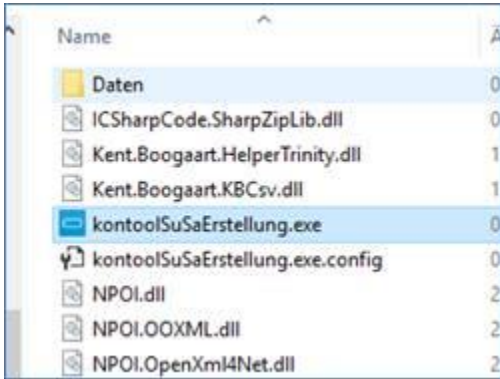 Name
Daten
ICSharpCode.SharpZipLib.dll
Kent.Boogaart.HelperTrinity.dll
Kent.Boogaart.KBCsv.dll
kontoolSuSaErstellung.exe
kontoolSuSaErstellung.exe.config
NPOI.dll
NPOI.OOXML.dll
NPOI.OpenXml4Net.dll